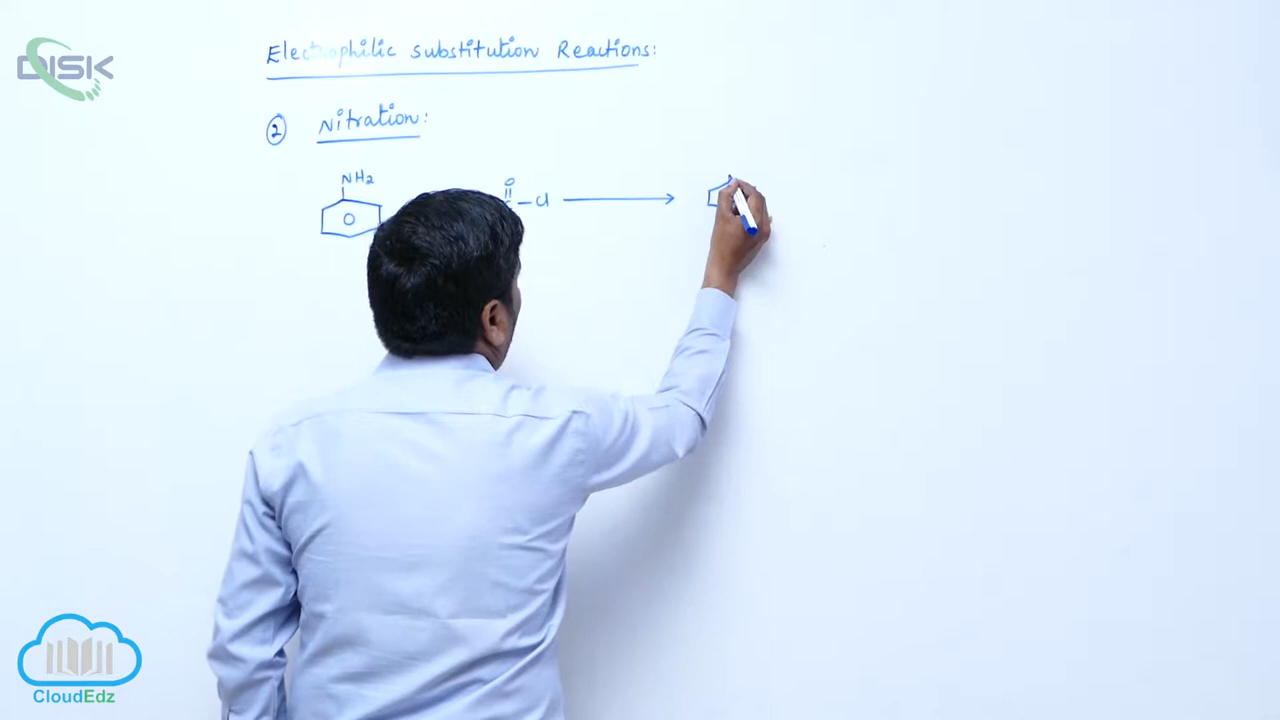 DISK
Electrophilic substitution Reactions:
② Nitration:
NH₂
O
Cl
CloudEdz